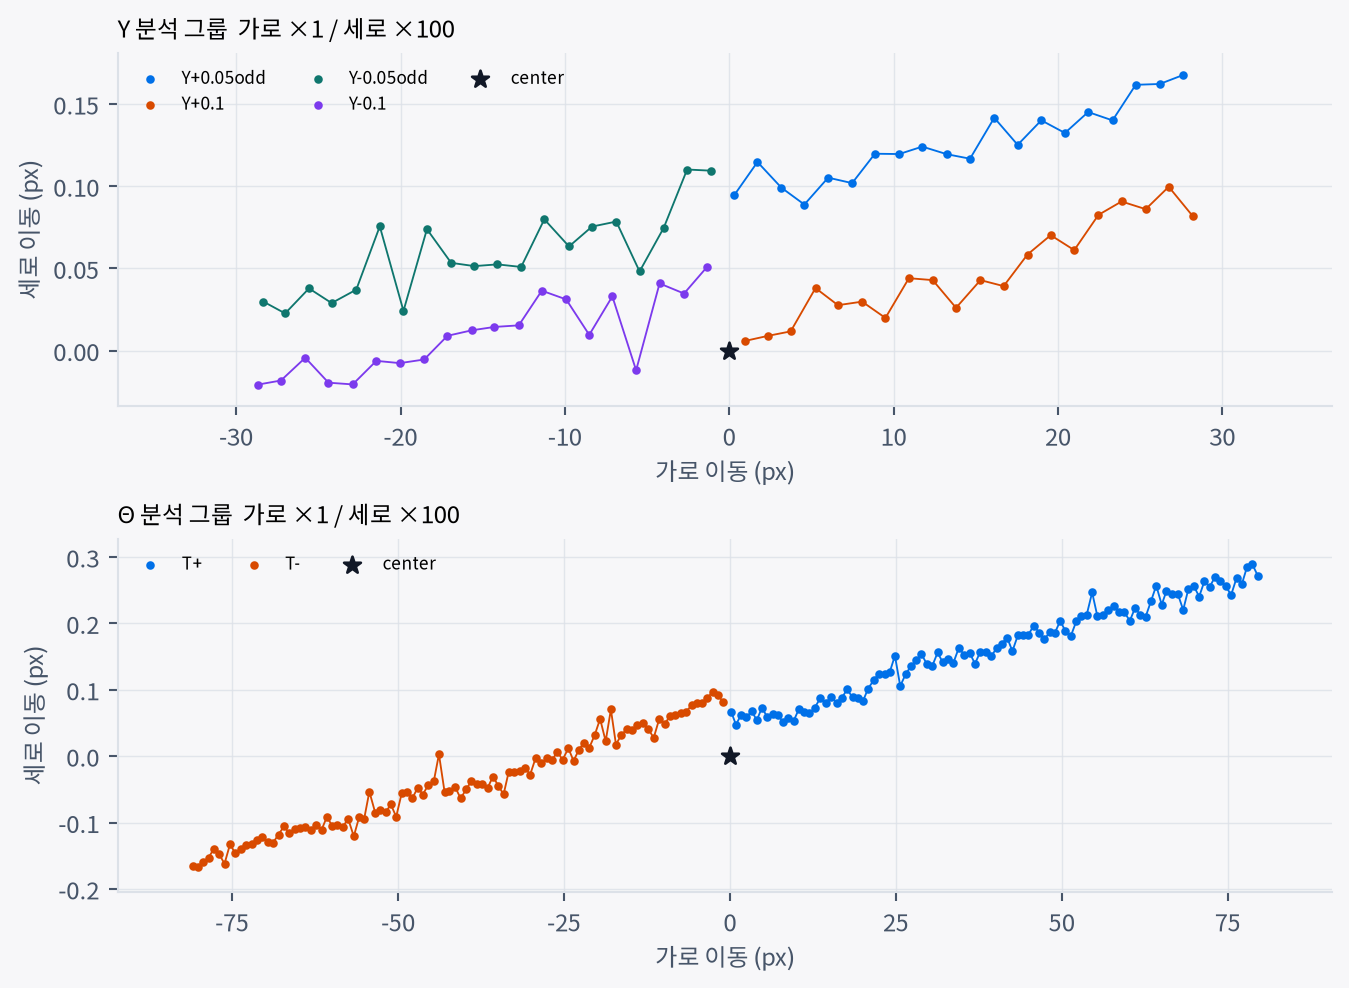 Y 분석 그룹 가로 ×1 / 세로 ×100
Y+0.05odd Y-0.05odd center
Y+0.1 Y-0.1
0.15
0.10
0.05
0.00
세로 이동 (px)
-30 -20 -10 0 10 20 30
가로 이동 (px)
Θ 분석 그룹 가로 ×1 / 세로 ×100
T+ T- center
0.3
0.2
0.1
0.0
-0.1
-0.2
세로 이동 (px)
-75 -50 -25 0 25 50 75
가로 이동 (px)